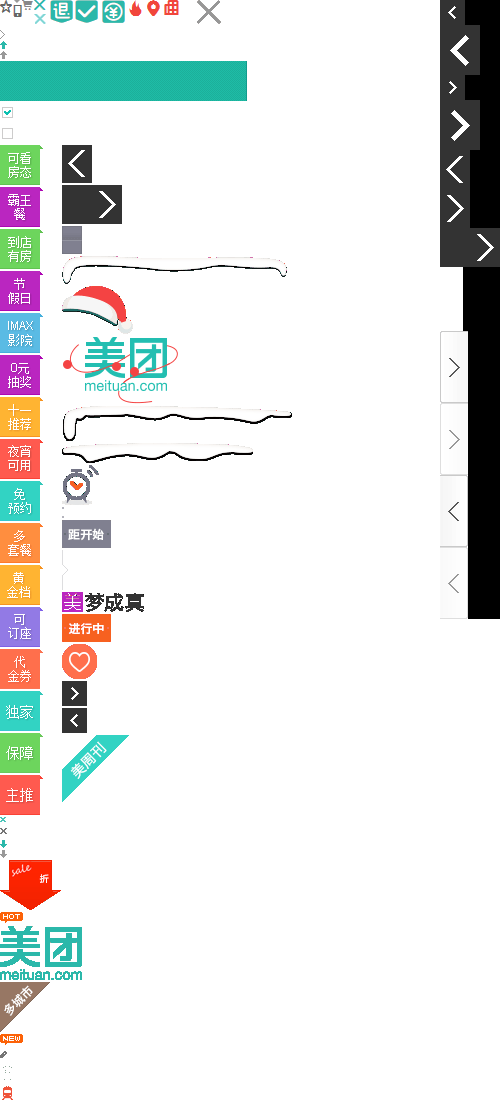 退
可看
房态
霸王
餐
到店
有房
节
假日
IMAX
影院
0元
抽奖
十一
推荐
夜宵
可用
免
预约
多
套餐
黄
金档
可
订座
代
金券
独家
保障
主推
美团
meituan.com
距开始
美梦成真
进行中
美周刊
sale
折
HOT
美团
meituan.com
多城市
NEW